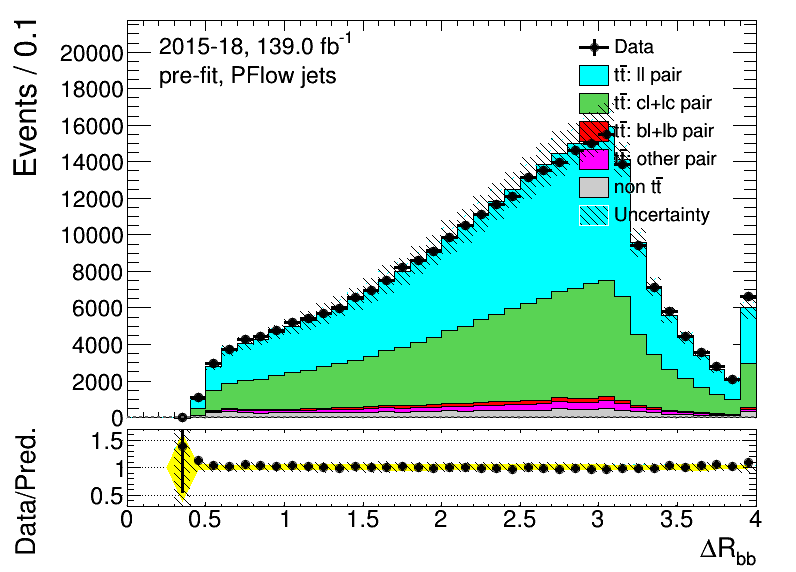 Events / 0.1
20000
18000
16000
14000
12000
10000
8000
6000
4000
2000
0
2015-18, 139.0 fb⁻¹
pre-fit, PFlow jets
Data
tt̄: ll pair
tt̄: cl+lc pair
tt̄: bl+lb pair
tt̄: other pair
non tt̄
Uncertainty
Data/Pred.
1.5
1
0.5
0 0.5 1 1.5 2 2.5 3 3.5 4
ΔR_bb